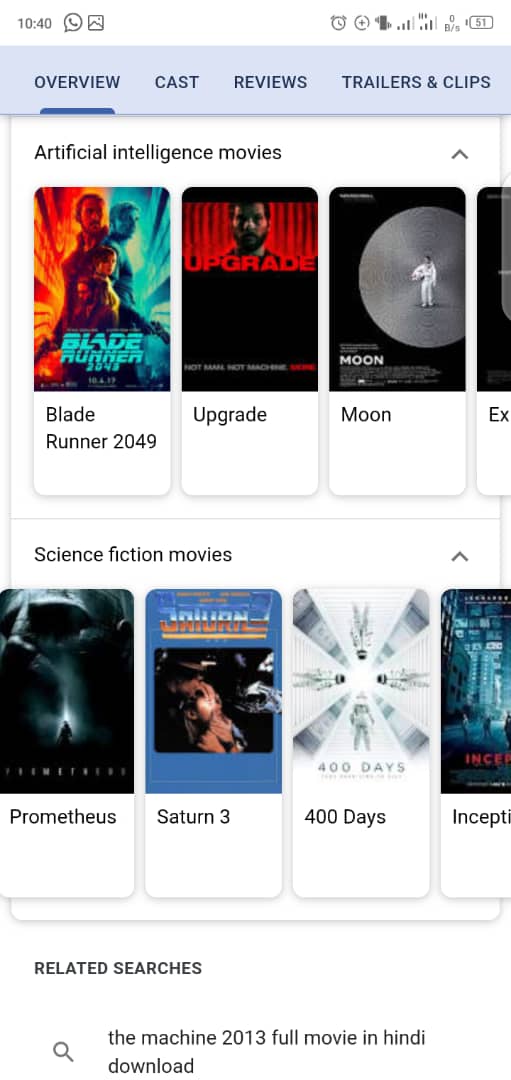 10:40
0
B/s
51
OVERVIEW CAST REVIEWS TRAILERS & CLIPS
Artificial intelligence movies
BLADE
RUNNER
2049
10.6.17
UPGRADE
NOT MAN. NOT MACHINE. MORE.
MOON
Blade
Runner 2049
Upgrade
Moon
Ex
Science fiction movies
PROMETHEUS
SATURN 3
400 DAYS
INCEP
Prometheus
Saturn 3
400 Days
Incepti
RELATED SEARCHES
the machine 2013 full movie in hindi
download